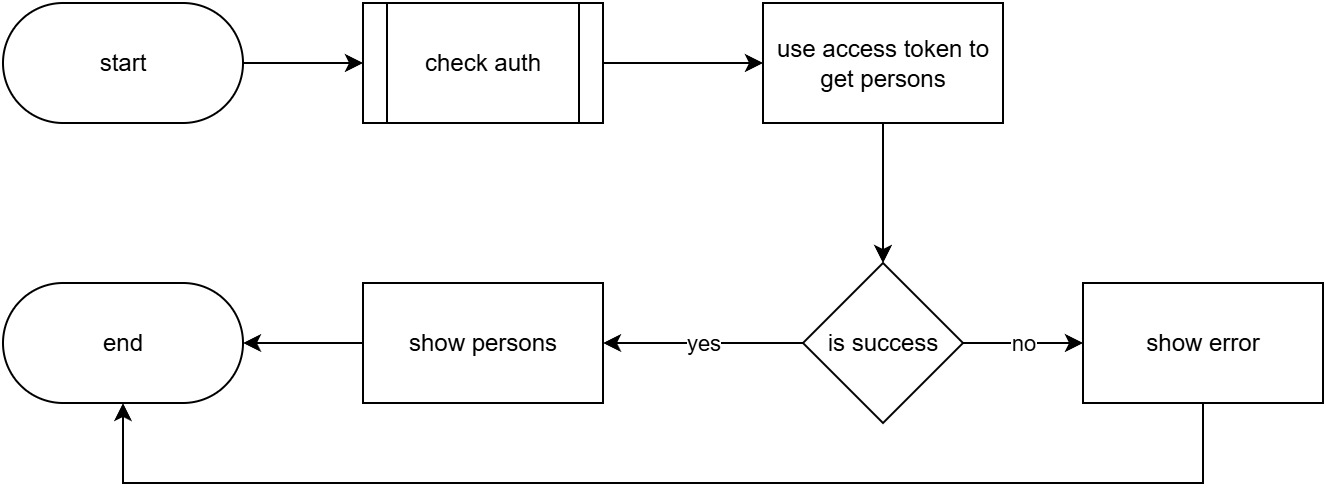 start
check auth
use access token to
get persons
end
show persons
yes
is success
no
show error